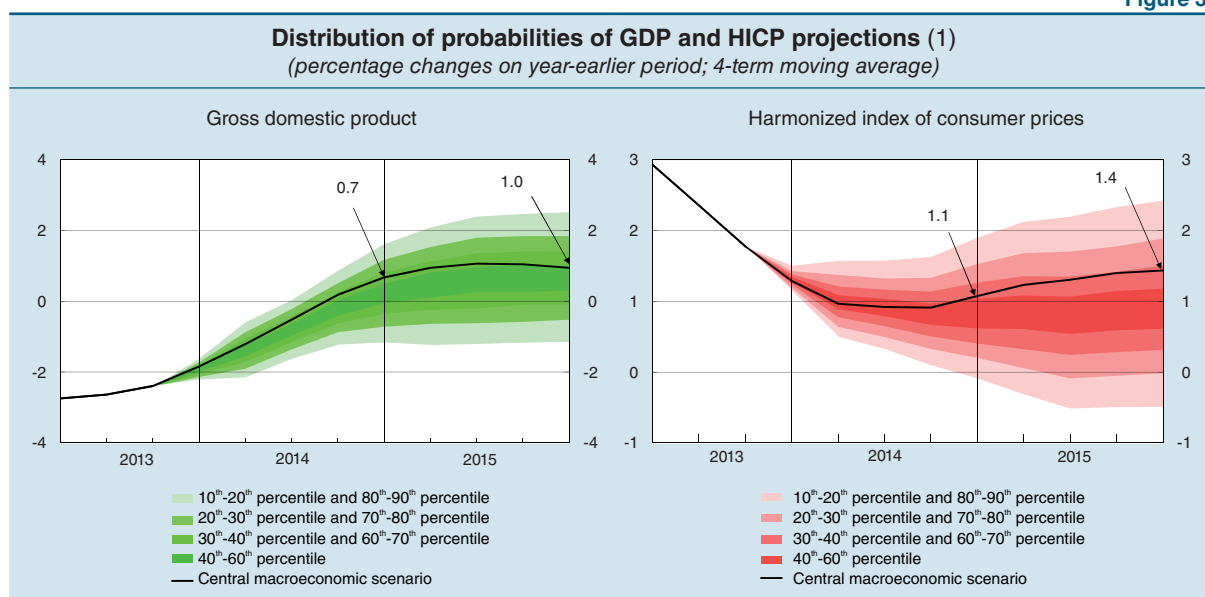 Figure 3
Distribution of probabilities of GDP and HICP projections (1)
(percentage changes on year-earlier period; 4-term moving average)
Gross domestic product
4
2
0
-2
-4
4
2
0
-2
-4
0.7
1.0
2013
2014
2015
10th-20th percentile and 80th-90th percentile
20th-30th percentile and 70th-80th percentile
30th-40th percentile and 60th-70th percentile
40th-60th percentile
Central macroeconomic scenario
Harmonized index of consumer prices
3
2
1
0
-1
3
2
1
0
-1
1.1
1.4
2013
2014
2015
10th-20th percentile and 80th-90th percentile
20th-30th percentile and 70th-80th percentile
30th-40th percentile and 60th-70th percentile
40th-60th percentile
Central macroeconomic scenario